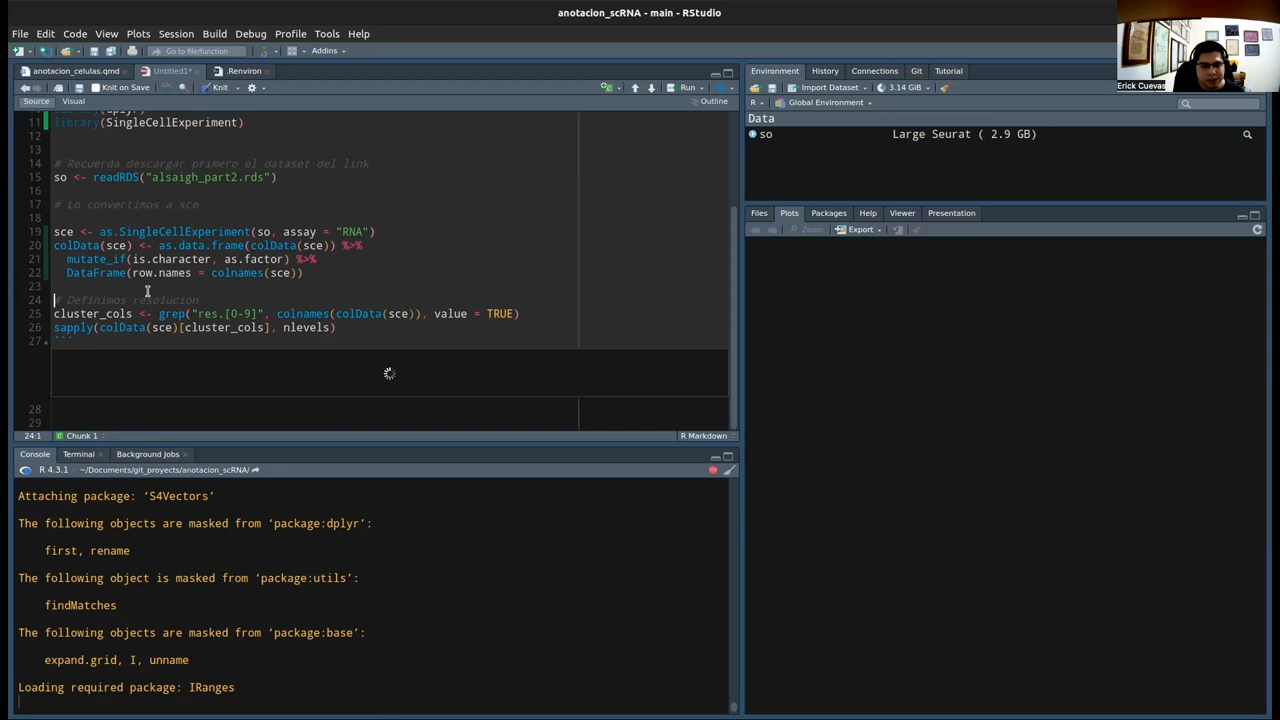 anotacion_scRNA - main - RStudio
File Edit Code View Plots Session Build Debug Profile Tools Help
Go to file/function
Addins
anotacion_celulas.qmd
Untitled1*
.Renviron
Knit on Save
Knit
Run
Source
Visual
Outline
11 library(SingleCellExperiment)
12
13
14 # Recuerda descargar primero el dataset del link
15 so <- readRDS("alsaigh_part2.rds")
16
17 # Lo convertimos a sce
18
19 sce <- as.SingleCellExperiment(so, assay = "RNA")
20 colData(sce) <- as.data.frame(colData(sce)) %>%
21 mutate_if(is.character, as.factor) %>%
22 DataFrame(row.names = colnames(sce))
23
24 # Definimos resolucion
25 cluster_cols <- grep("res.[0-9]", colnames(colData(sce)), value = TRUE)
26 sapply(colData(sce)[cluster_cols], nlevels)
27 ```
28
29
24:1 Chunk 1 R Markdown
Console Terminal Background Jobs
R 4.3.1 · ~/Documents/git_proyects/anotacion_scRNA/
Attaching package: ‘S4Vectors’
The following objects are masked from ‘package:dplyr’:
first, rename
The following object is masked from ‘package:utils’:
findMatches
The following objects are masked from ‘package:base’:
expand.grid, I, unname
Loading required package: IRanges
Environment History Connections Git Tutorial
Import Dataset 3.14 GiB
R Global Environment
Data
so Large Seurat ( 2.9 GB)
Files Plots Packages Help Viewer Presentation
Zoom Export
Erick Cuevas